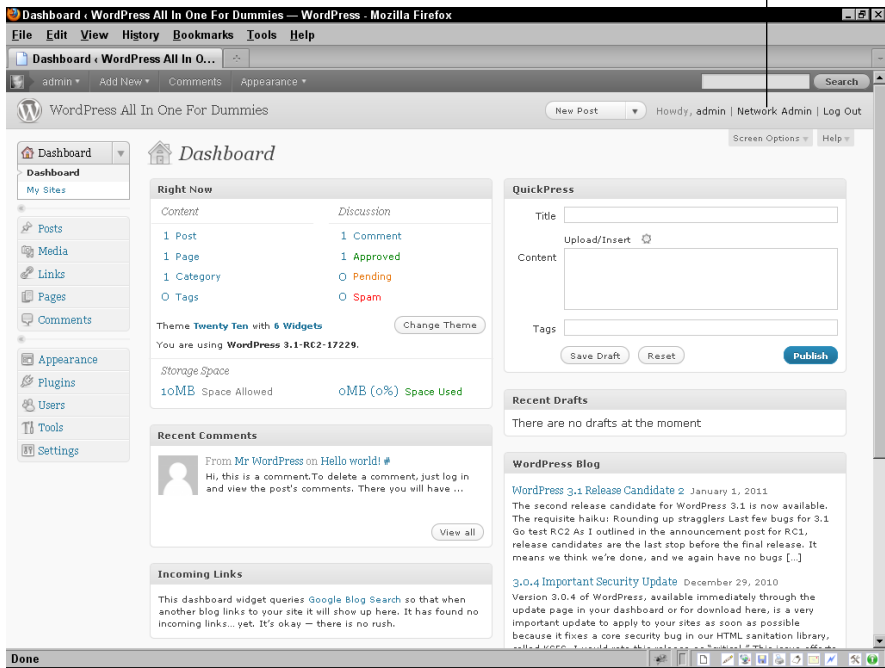 Dashboard ‹ WordPress All In One For Dummies — WordPress - Mozilla Firefox
File Edit View History Bookmarks Tools Help
Dashboard ‹ WordPress All In O...
admin Add New Comments Appearance Search
WordPress All In One For Dummies New Post Howdy, admin | Network Admin | Log Out
Screen Options Help
Dashboard
Dashboard
My Sites
Posts
Media
Links
Pages
Comments
Appearance
Plugins
Users
Tools
Settings
Dashboard
Right Now
Content Discussion
1 Post 1 Comment
1 Page 1 Approved
1 Category 0 Pending
0 Tags 0 Spam
Theme Twenty Ten with 6 Widgets Change Theme
You are using WordPress 3.1-RC2-17229.
Storage Space
10MB Space Allowed 0MB (0%) Space Used
Recent Comments
From Mr WordPress on Hello world! #
Hi, this is a comment.To delete a comment, just log in
and view the post's comments. There you will have ...
View all
Incoming Links
This dashboard widget queries Google Blog Search so that when
another blog links to your site it will show up here. It has found no
incoming links... yet. It's okay — there is no rush.
QuickPress
Title
Upload/Insert
Content
Tags
Save Draft Reset Publish
Recent Drafts
There are no drafts at the moment
WordPress Blog
WordPress 3.1 Release Candidate 2 January 1, 2011
The second release candidate for WordPress 3.1 is now available.
The requisite haiku: Rounding up stragglers Last few bugs for 3.1
Go test RC2 As I outlined in the announcement post for RC1,
release candidates are the last stop before the final release. It
means we think we're done, and we again have no bugs […]
3.0.4 Important Security Update December 29, 2010
Version 3.0.4 of WordPress, available immediately through the
update page in your dashboard or for download here, is a very
important update to apply to your sites as soon as possible
because it fixes a core security bug in our HTML sanitation library,
called KSES. I would rate this release as "critical." This issue affects
Done